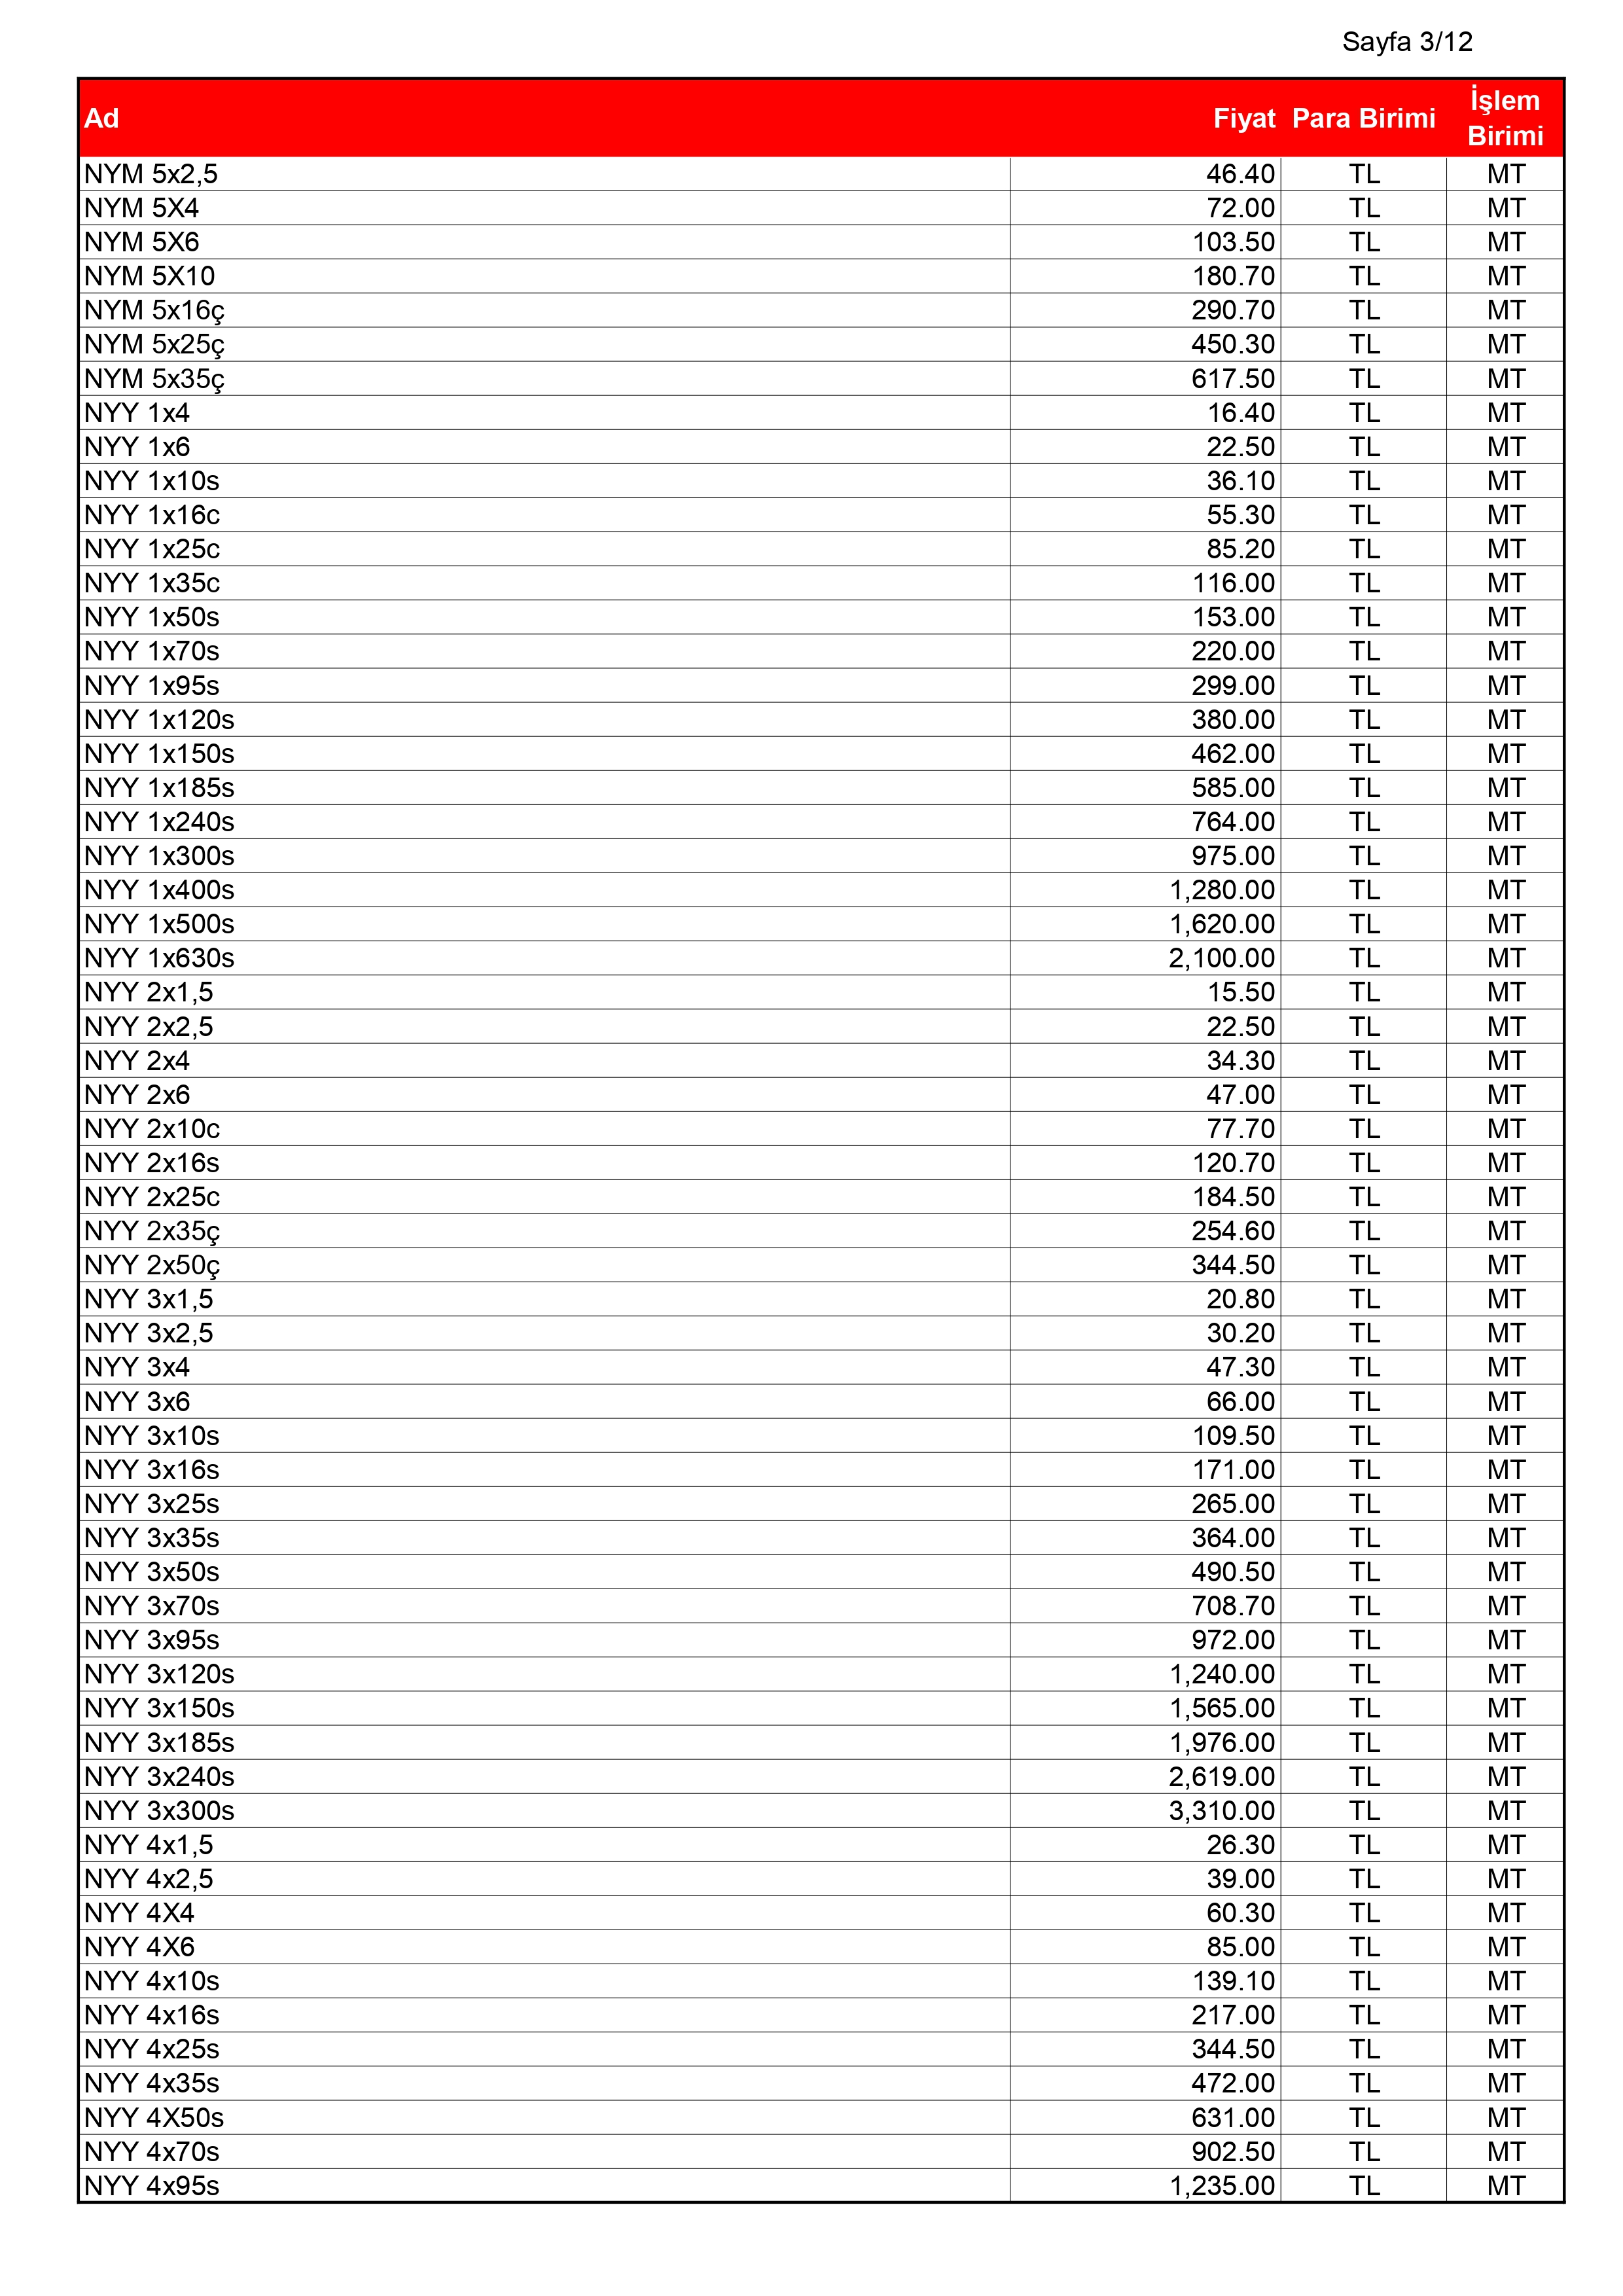 Sayfa 3/12
Ad Fiyat Para Birimi İşlem Birimi
NYM 5x2,5 46.40 TL MT
NYM 5X4 72.00 TL MT
NYM 5X6 103.50 TL MT
NYM 5X10 180.70 TL MT
NYM 5x16ç 290.70 TL MT
NYM 5x25ç 450.30 TL MT
NYM 5x35ç 617.50 TL MT
NYY 1x4 16.40 TL MT
NYY 1x6 22.50 TL MT
NYY 1x10s 36.10 TL MT
NYY 1x16c 55.30 TL MT
NYY 1x25c 85.20 TL MT
NYY 1x35c 116.00 TL MT
NYY 1x50s 153.00 TL MT
NYY 1x70s 220.00 TL MT
NYY 1x95s 299.00 TL MT
NYY 1x120s 380.00 TL MT
NYY 1x150s 462.00 TL MT
NYY 1x185s 585.00 TL MT
NYY 1x240s 764.00 TL MT
NYY 1x300s 975.00 TL MT
NYY 1x400s 1,280.00 TL MT
NYY 1x500s 1,620.00 TL MT
NYY 1x630s 2,100.00 TL MT
NYY 2x1,5 15.50 TL MT
NYY 2x2,5 22.50 TL MT
NYY 2x4 34.30 TL MT
NYY 2x6 47.00 TL MT
NYY 2x10c 77.70 TL MT
NYY 2x16s 120.70 TL MT
NYY 2x25c 184.50 TL MT
NYY 2x35ç 254.60 TL MT
NYY 2x50ç 344.50 TL MT
NYY 3x1,5 20.80 TL MT
NYY 3x2,5 30.20 TL MT
NYY 3x4 47.30 TL MT
NYY 3x6 66.00 TL MT
NYY 3x10s 109.50 TL MT
NYY 3x16s 171.00 TL MT
NYY 3x25s 265.00 TL MT
NYY 3x35s 364.00 TL MT
NYY 3x50s 490.50 TL MT
NYY 3x70s 708.70 TL MT
NYY 3x95s 972.00 TL MT
NYY 3x120s 1,240.00 TL MT
NYY 3x150s 1,565.00 TL MT
NYY 3x185s 1,976.00 TL MT
NYY 3x240s 2,619.00 TL MT
NYY 3x300s 3,310.00 TL MT
NYY 4x1,5 26.30 TL MT
NYY 4x2,5 39.00 TL MT
NYY 4X4 60.30 TL MT
NYY 4X6 85.00 TL MT
NYY 4x10s 139.10 TL MT
NYY 4x16s 217.00 TL MT
NYY 4x25s 344.50 TL MT
NYY 4x35s 472.00 TL MT
NYY 4X50s 631.00 TL MT
NYY 4x70s 902.50 TL MT
NYY 4x95s 1,235.00 TL MT